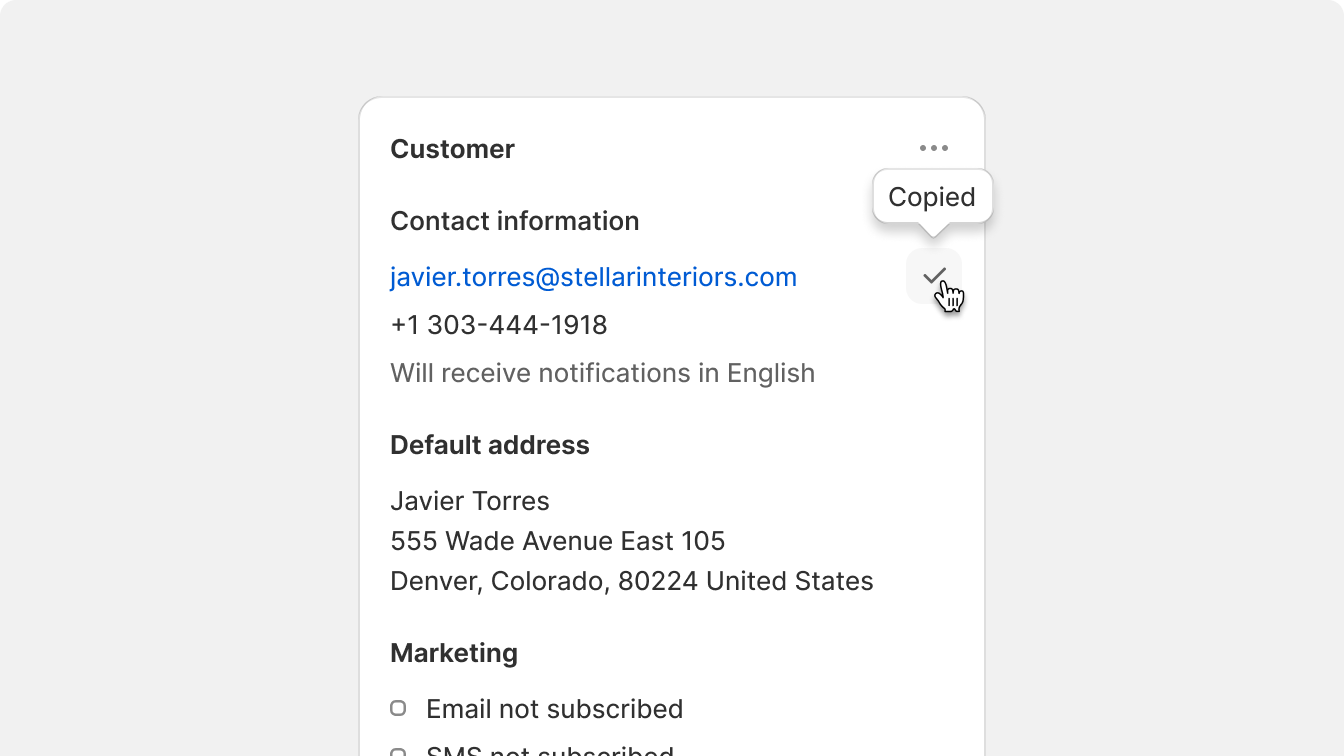 Customer
Copied
Contact information
javier.torres@stellarinteriors.com
+1 303-444-1918
Will receive notifications in English
Default address
Javier Torres
555 Wade Avenue East 105
Denver, Colorado, 80224 United States
Marketing
Email not subscribed
SMS not subscribed